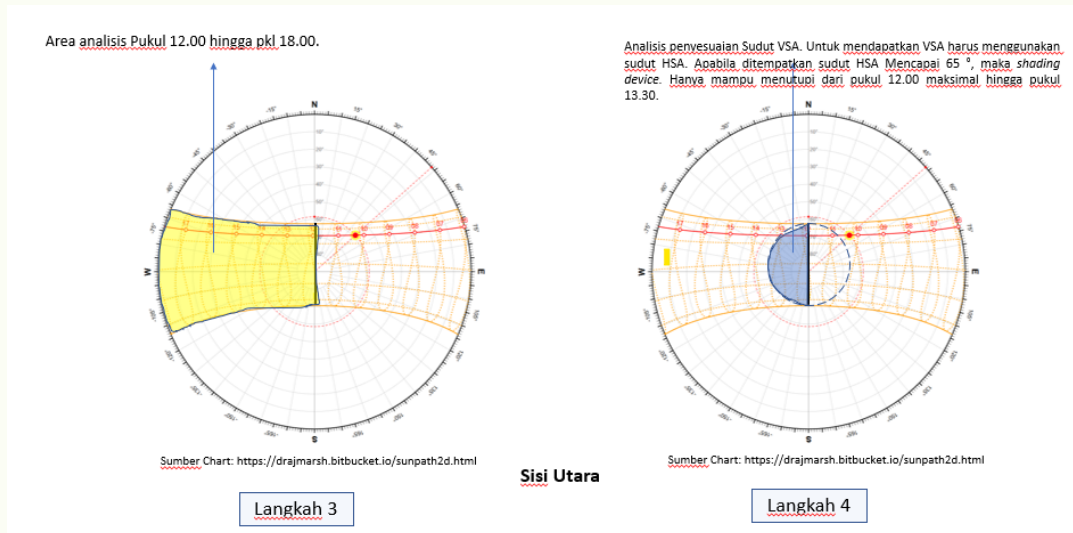 Area analisis Pukul 12.00 hingga pkl 18.00.
Analisis penyesuaian Sudut VSA. Untuk mendapatkan VSA harus menggunakan
sudut HSA. Apabila ditempatkan sudut HSA Mencapai 65 °, maka shading
device. Hanya mampu menutupi dari pukul 12.00 maksimal hingga pukul
13.30.
N
W
E
S
N
W
E
S
Sumber Chart: https://drajmarsh.bitbucket.io/sunpath2d.html
Sumber Chart: https://drajmarsh.bitbucket.io/sunpath2d.html
Sisi Utara
Langkah 3
Langkah 4